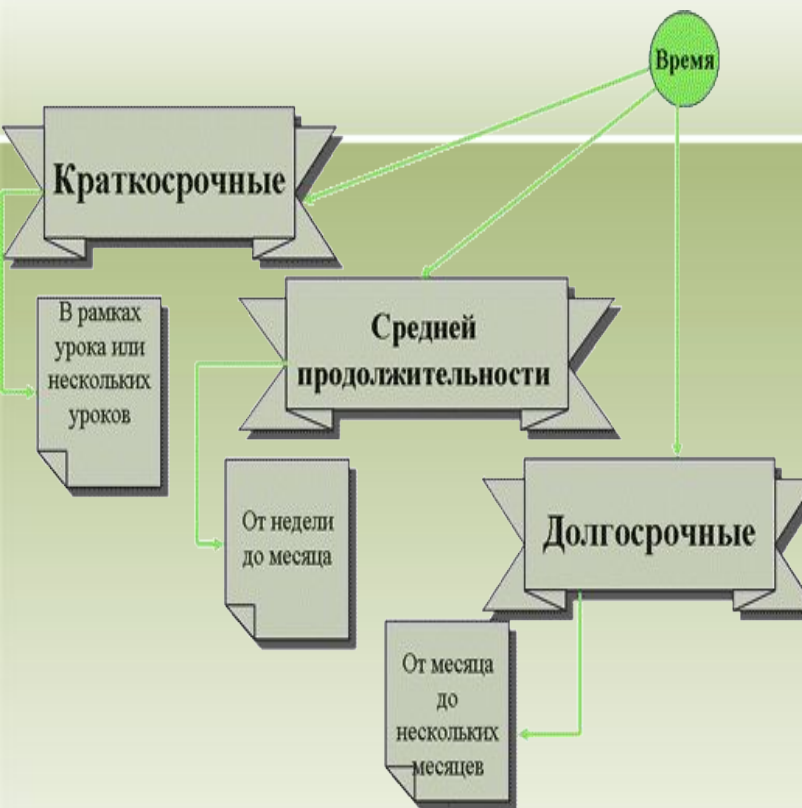 Время
Краткосрочные
В рамках
урока или
нескольких
уроков
Средней
продолжительности
От недели
до месяца
Долгосрочные
От месяца
до
нескольких
месяцев